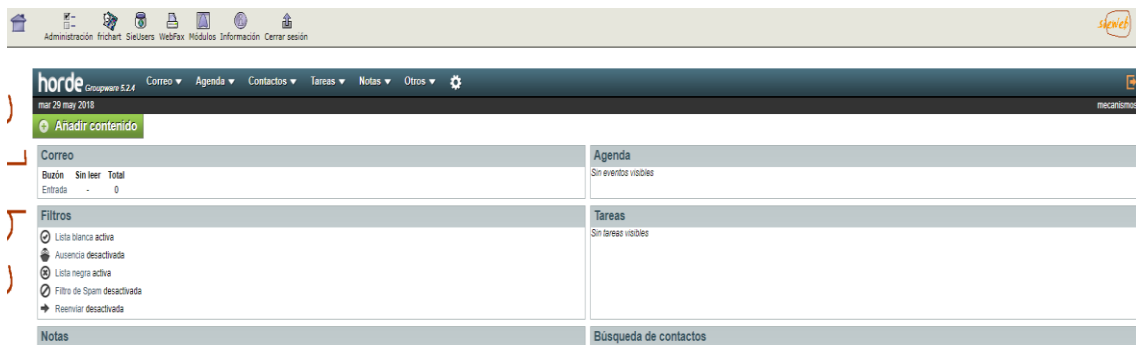 Administración frichart SieUsers WebFax Módulos Información Cerrar sesión
horde Groupware 5.2.4 Correo Agenda Contactos Tareas Notas Otros
mar 29 may 2018 mecanismos
Añadir contenido
Correo
Buzón Sin leer Total
Entrada - 0
Agenda
Sin eventos visibles
Filtros
Lista blanca activa
Ausencia desactivada
Lista negra activa
Filtro de Spam desactivada
Reenviar desactivada
Tareas
Sin tareas visibles
Notas
Búsqueda de contactos